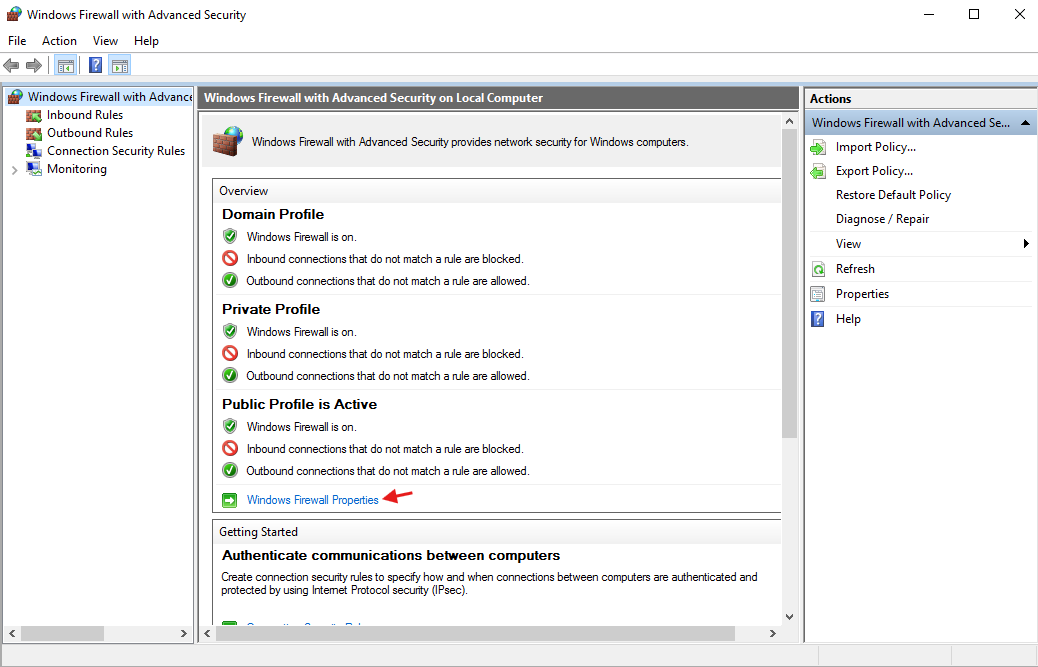 Windows Firewall with Advanced Security
File Action View Help
Windows Firewall with Advance
Inbound Rules
Outbound Rules
Connection Security Rules
Monitoring
Windows Firewall with Advanced Security on Local Computer
Windows Firewall with Advanced Security provides network security for Windows computers.
Overview
Domain Profile
Windows Firewall is on.
Inbound connections that do not match a rule are blocked.
Outbound connections that do not match a rule are allowed.
Private Profile
Windows Firewall is on.
Inbound connections that do not match a rule are blocked.
Outbound connections that do not match a rule are allowed.
Public Profile is Active
Windows Firewall is on.
Inbound connections that do not match a rule are blocked.
Outbound connections that do not match a rule are allowed.
Windows Firewall Properties
Getting Started
Authenticate communications between computers
Create connection security rules to specify how and when connections between computers are authenticated and
protected by using Internet Protocol security (IPsec).
Actions
Windows Firewall with Advanced Se...
Import Policy...
Export Policy...
Restore Default Policy
Diagnose / Repair
View
Refresh
Properties
Help